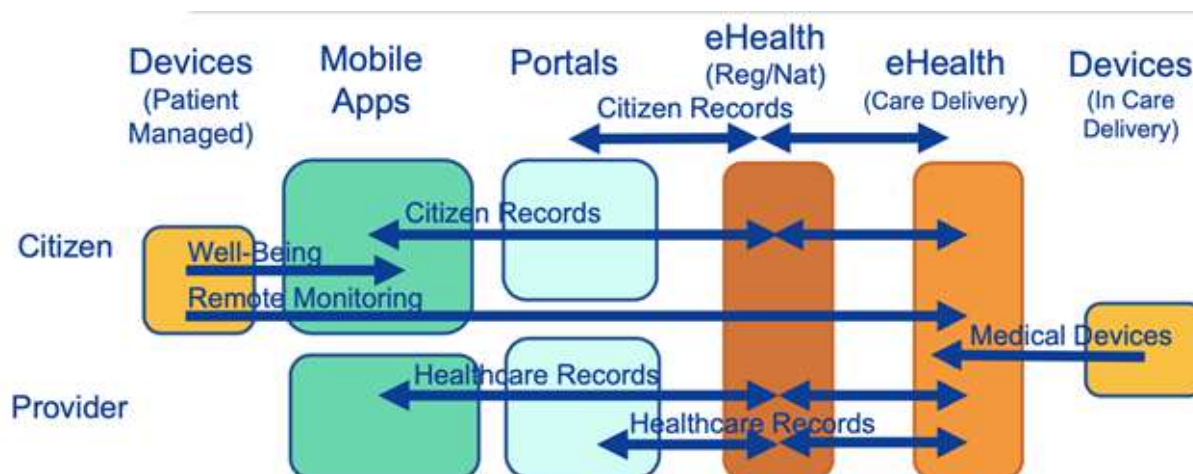 Devices
(Patient
Managed)
Mobile
Apps
Portals
eHealth
(Reg/Nat)
eHealth
(Care Delivery)
Devices
(In Care
Delivery)
Citizen Records
Citizen
Citizen Records
Well-Being
Remote Monitoring
Medical Devices
Provider
Healthcare Records
Healthcare Records